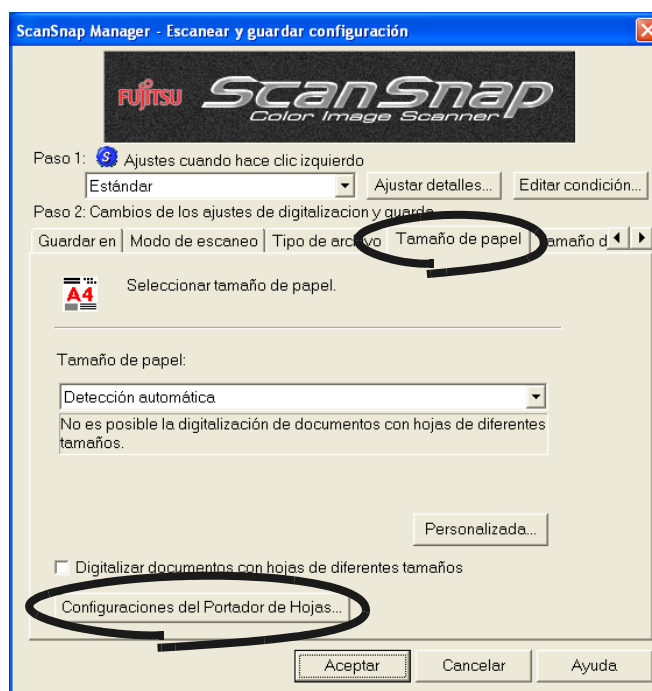 ScanSnap Manager - Escanear y guardar configuración
FUJITSU ScanSnap
Color Image Scanner
Paso 1: S Ajustes cuando hace clic izquierdo
Estándar Ajustar detalles... Editar condición...
Paso 2: Cambios de los ajustes de digitalizacion y guarda
Guardar en Modo de escaneo Tipo de archivo Tamaño de papel amaño d
A4 Seleccionar tamaño de papel.
Tamaño de papel:
Detección automática
No es posible la digitalización de documentos con hojas de diferentes
tamaños.
Personalizada...
Digitalizar documentos con hojas de diferentes tamaños
Configuraciones del Portador de Hojas...
Aceptar Cancelar Ayuda